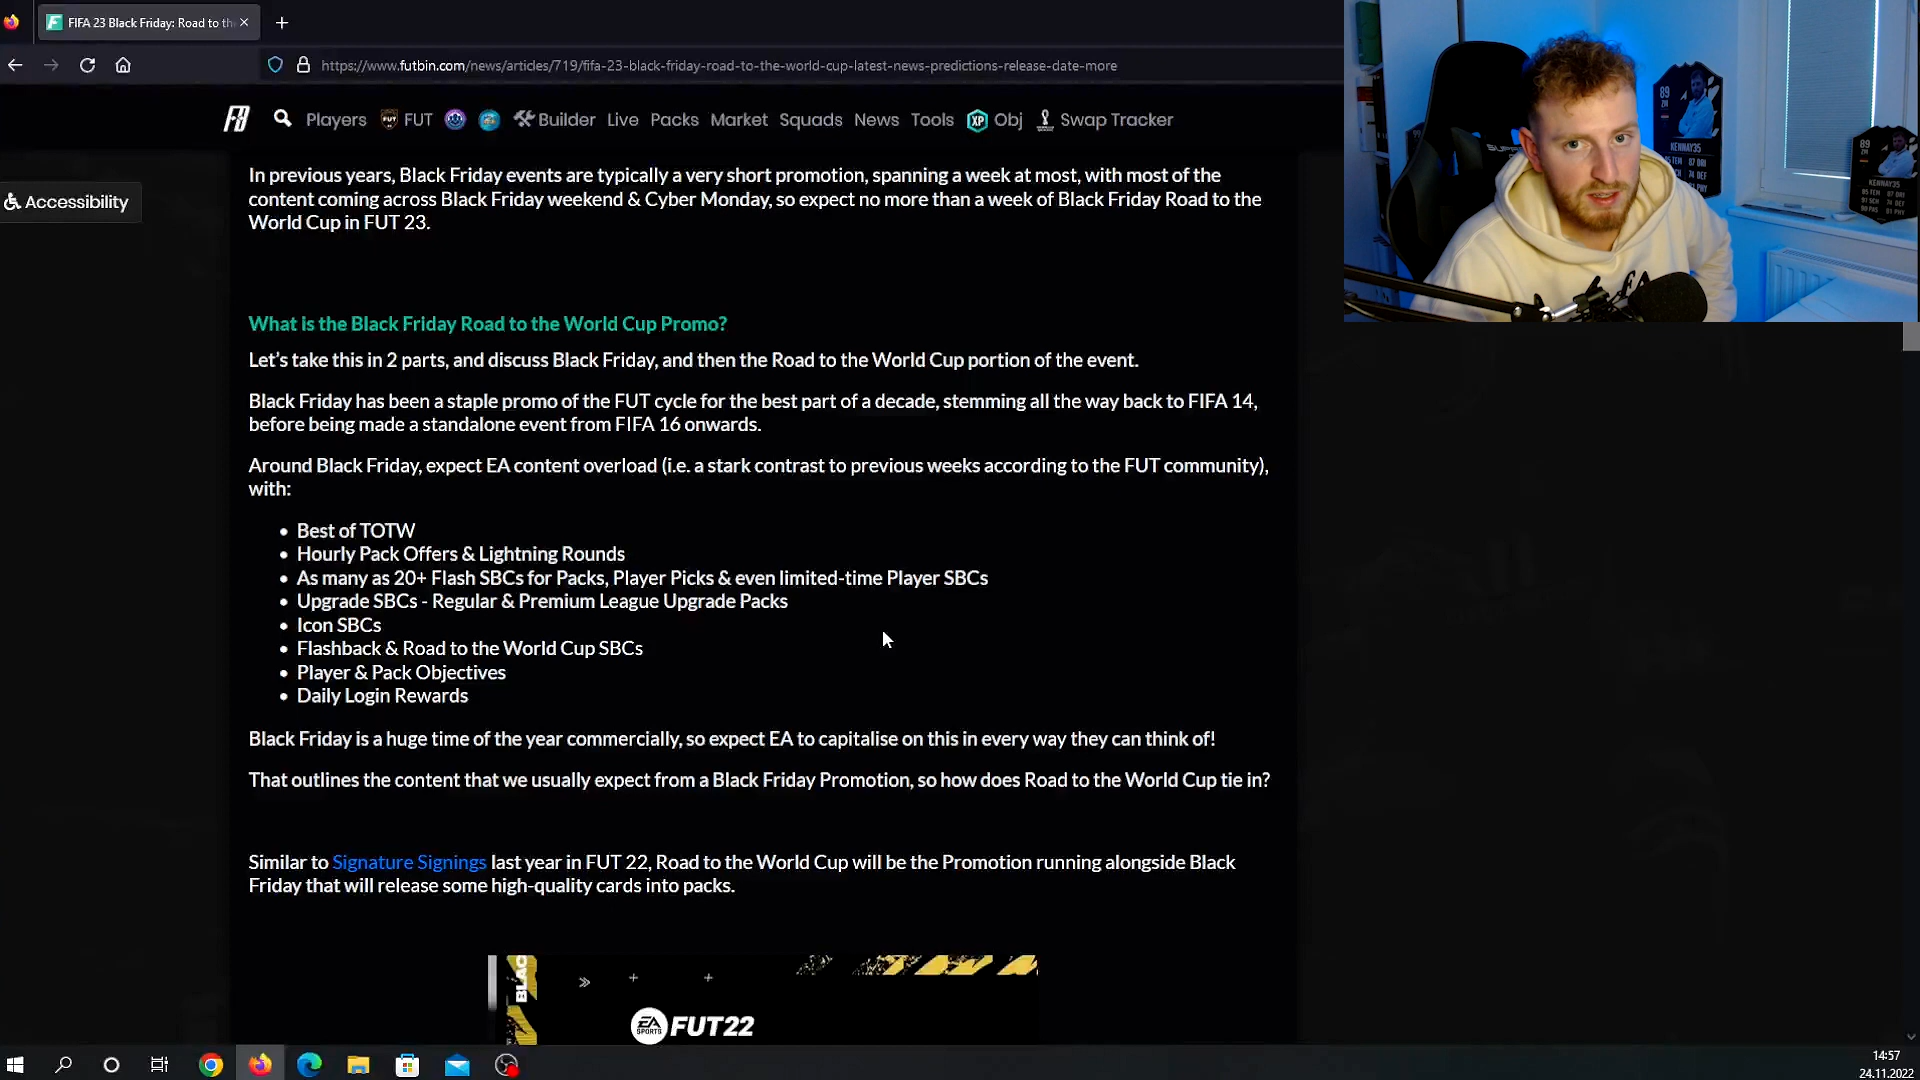 FIFA 23 Black Friday: Road to th
https://www.futbin.com/news/articles/719/fifa-23-black-friday-road-to-the-world-cup-latest-news-predictions-release-date-more
Players FUT Builder Live Packs Market Squads News Tools XP Obj Swap Tracker
Accessibility
In previous years, Black Friday events are typically a very short promotion, spanning a week at most, with most of the
content coming across Black Friday weekend & Cyber Monday, so expect no more than a week of Black Friday Road to the
World Cup in FUT 23.
What is the Black Friday Road to the World Cup Promo?
Let's take this in 2 parts, and discuss Black Friday, and then the Road to the World Cup portion of the event.
Black Friday has been a staple promo of the FUT cycle for the best part of a decade, stemming all the way back to FIFA 14,
before being made a standalone event from FIFA 16 onwards.
Around Black Friday, expect EA content overload (i.e. a stark contrast to previous weeks according to the FUT community),
with:
• Best of TOTW
• Hourly Pack Offers & Lightning Rounds
• As many as 20+ Flash SBCs for Packs, Player Picks & even limited-time Player SBCs
• Upgrade SBCs - Regular & Premium League Upgrade Packs
• Icon SBCs
• Flashback & Road to the World Cup SBCs
• Player & Pack Objectives
• Daily Login Rewards
Black Friday is a huge time of the year commercially, so expect EA to capitalise on this in every way they can think of!
That outlines the content that we usually expect from a Black Friday Promotion, so how does Road to the World Cup tie in?
Similar to Signature Signings last year in FUT 22, Road to the World Cup will be the Promotion running alongside Black
Friday that will release some high-quality cards into packs.
BLAC
EA SPORTS FUT22
89
KENNAY35
87 DRI
74 DEF
89
KENNAY35
14:57
24.11.2022